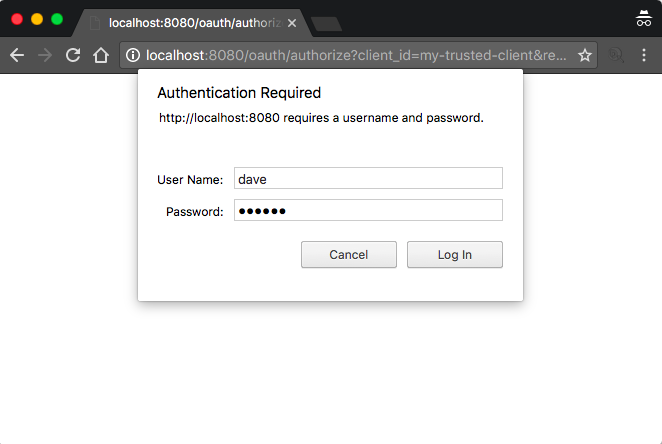 localhost:8080/oauth/authoriz
localhost:8080/oauth/authorize?client_id=my-trusted-client&re...
Authentication Required
http://localhost:8080 requires a username and password.
User Name: dave
Password: ••••••
Cancel Log In